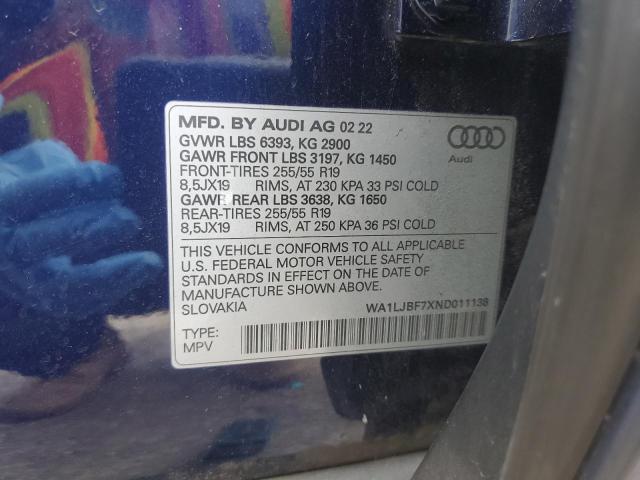 MFD. BY AUDI AG 02 22
GVWR LBS 6393, KG 2900
GAWR FRONT LBS 3197, KG 1450
FRONT-TIRES 255/55 R19
8,5JX19 RIMS, AT 230 KPA 33 PSI COLD
GAWR REAR LBS 3638, KG 1650
REAR-TIRES 255/55 R19
8,5JX19 RIMS, AT 250 KPA 36 PSI COLD
Audi
THIS VEHICLE CONFORMS TO ALL APPLICABLE
U.S. FEDERAL MOTOR VEHICLE SAFETY
STANDARDS IN EFFECT ON THE DATE OF
MANUFACTURE SHOWN ABOVE.
SLOVAKIA WA1LJBF7XND011138
TYPE:
MPV